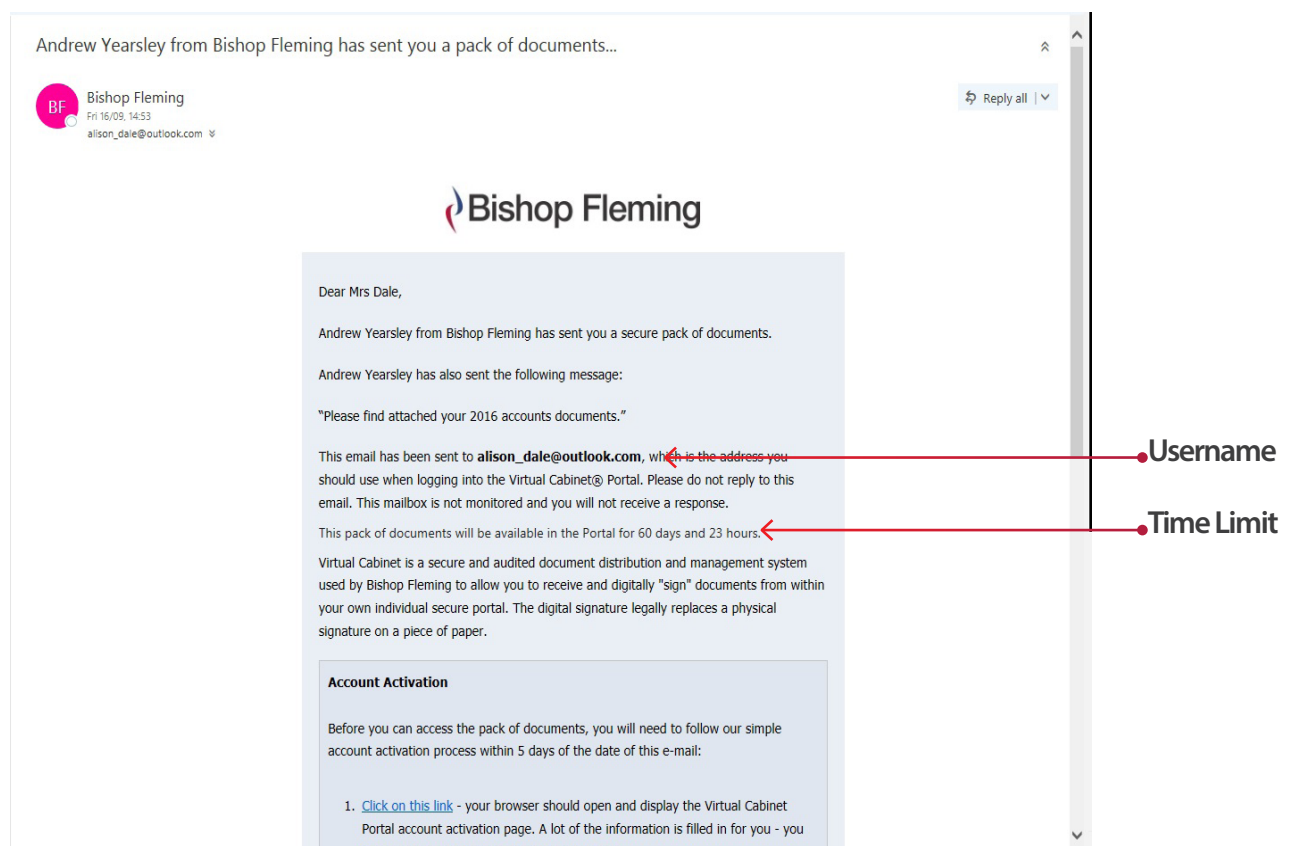 Andrew Yearsley from Bishop Fleming has sent you a pack of documents...
BF
Bishop Fleming
Fri 16/09, 14:53
alison_dale@outlook.com
Reply all
Bishop Fleming
Dear Mrs Dale,
Andrew Yearsley from Bishop Fleming has sent you a secure pack of documents.
Andrew Yearsley has also sent the following message:
"Please find attached your 2016 accounts documents."
This email has been sent to alison_dale@outlook.com, which is the address you
should use when logging into the Virtual Cabinet® Portal. Please do not reply to this
email. This mailbox is not monitored and you will not receive a response.
Username
This pack of documents will be available in the Portal for 60 days and 23 hours.
Time Limit
Virtual Cabinet is a secure and audited document distribution and management system
used by Bishop Fleming to allow you to receive and digitally "sign" documents from within
your own individual secure portal. The digital signature legally replaces a physical
signature on a piece of paper.
Account Activation
Before you can access the pack of documents, you will need to follow our simple
account activation process within 5 days of the date of this e-mail:
1. Click on this link - your browser should open and display the Virtual Cabinet
Portal account activation page. A lot of the information is filled in for you - you